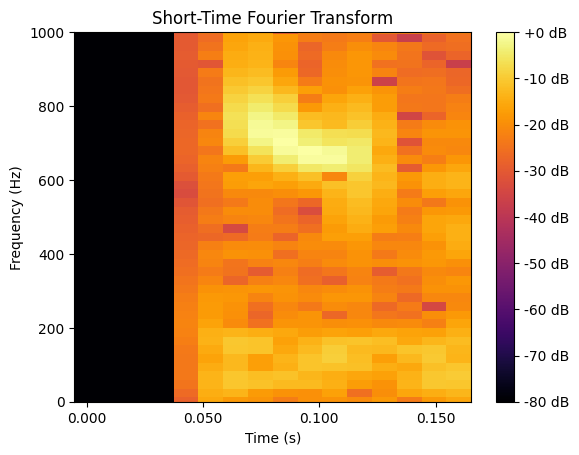 Short-Time Fourier Transform
1000
800
600
400
200
0
Frequency (Hz)
0.000
0.050
0.100
0.150
Time (s)
+0 dB
-10 dB
-20 dB
-30 dB
-40 dB
-50 dB
-60 dB
-70 dB
-80 dB